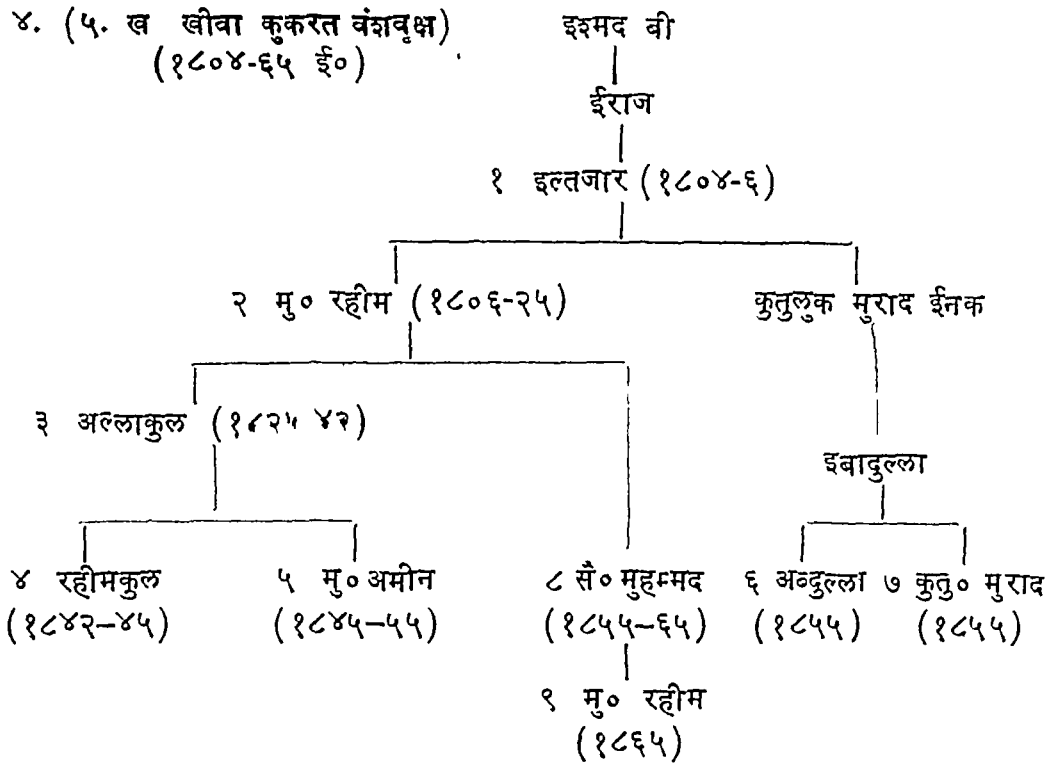 ४. (५. ख खीवा कुकरत वंशवृक्ष)
(१८०४-६५ ई०)
इश्मद बी
ईराज
१ इल्तजार (१८०४-६)
२ मु० रहीम (१८०६-२५)
कुतुलुक मुराद ईनक
३ अल्लाकुल (१८२५ ४२)
इबादुल्ला
४ रहीमकुल
(१८४२–४५)
५ मु० अमीन
(१८४५–५५)
८ सै० मुहम्मद
(१८५५–६५)
६ अब्दुल्ला
(१८५५)
७ कुतु० मुराद
(१८५५)
९ मु० रहीम
(१८६५)